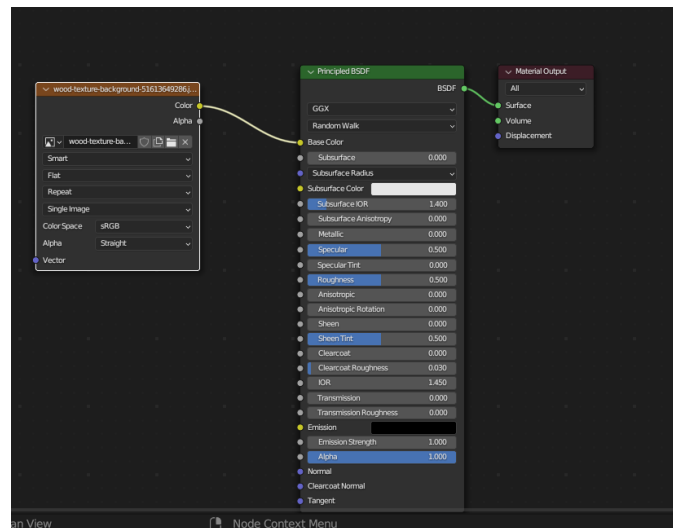 wood-texture-background-51613649286.j...
Color
Alpha
wood-texture-ba...
Smart
Flat
Repeat
Single Image
Color Space sRGB
Alpha Straight
Vector
Principled BSDF
BSDF
GGX
Random Walk
Base Color
Subsurface 0.000
Subsurface Radius
Subsurface Color
Subsurface IOR 1.400
Subsurface Anisotropy 0.000
Metallic 0.000
Specular 0.500
Specular Tint 0.000
Roughness 0.500
Anisotropic 0.000
Anisotropic Rotation 0.000
Sheen 0.000
Sheen Tint 0.500
Clearcoat 0.000
Clearcoat Roughness 0.030
IOR 1.450
Transmission 0.000
Transmission Roughness 0.000
Emission
Emission Strength 1.000
Alpha 1.000
Normal
Clearcoat Normal
Tangent
Material Output
All
Surface
Volume
Displacement
an View Node Context Menu